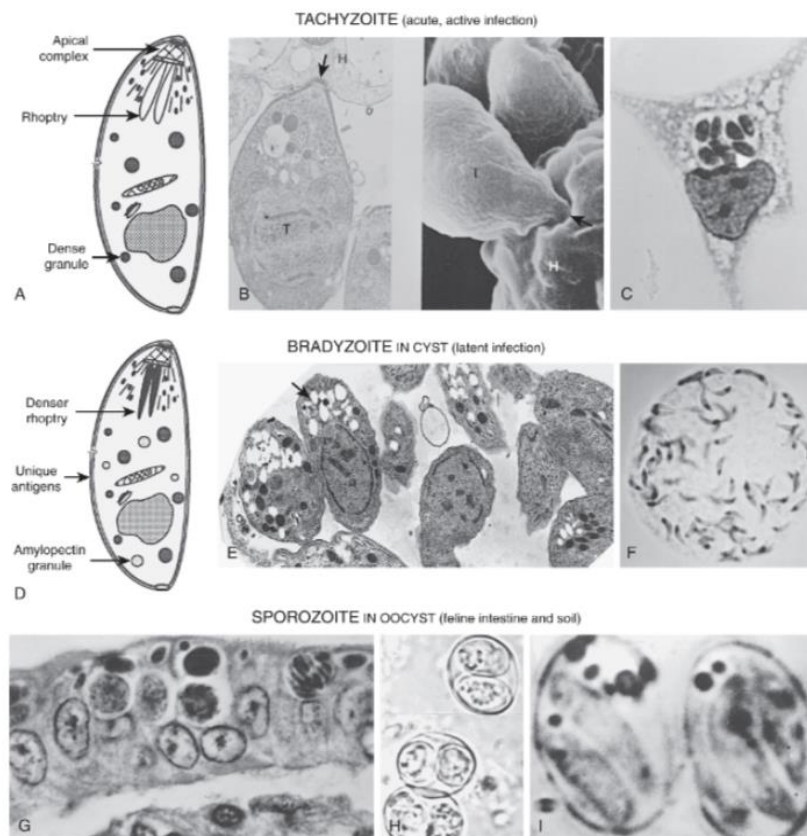 TACHYZOITE (acute, active infection)
Apical
complex
Rhoptry
Dense
granule
A
H
T
B
I
H
C
BRADYZOITE IN CYST (latent infection)
Denser
rhoptry
Unique
antigens
Amylopectin
granule
D
E
F
SPOROZOITE IN OOCYST (feline intestine and soil)
G
H
I